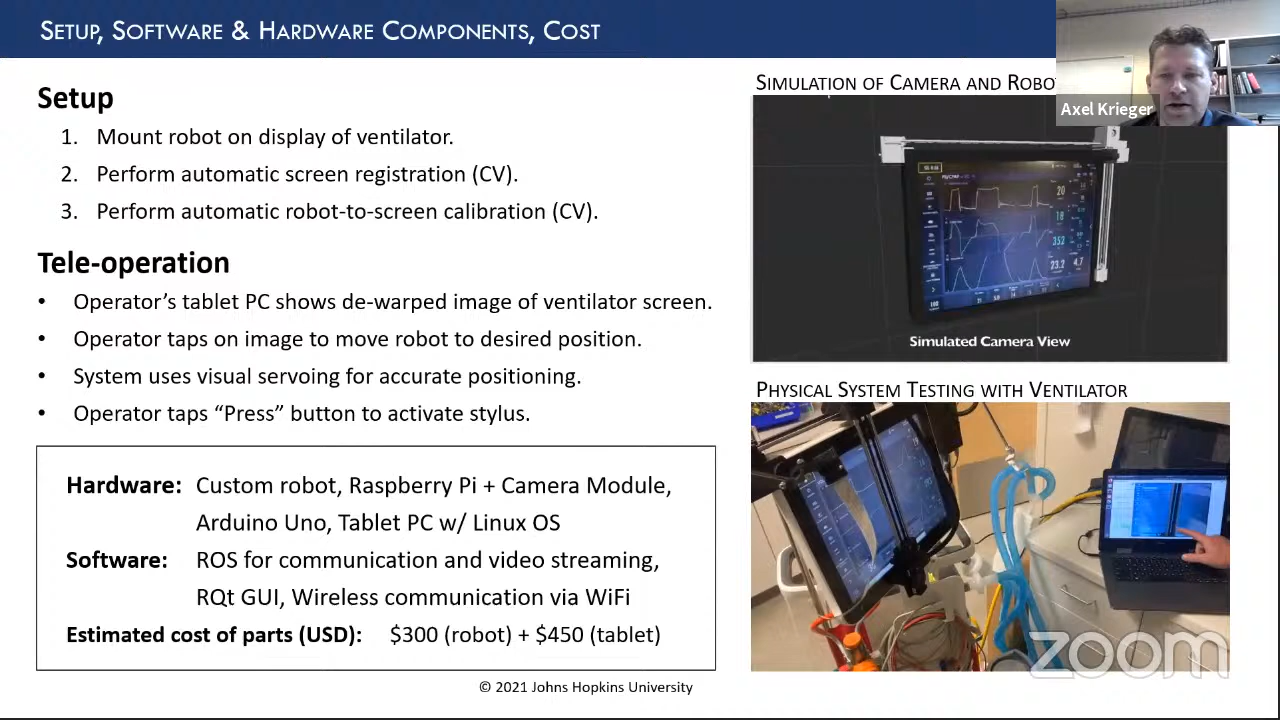 SETUP, SOFTWARE & HARDWARE COMPONENTS, COST
Setup
1. Mount robot on display of ventilator.
2. Perform automatic screen registration (CV).
3. Perform automatic robot-to-screen calibration (CV).
Tele-operation
• Operator's tablet PC shows de-warped image of ventilator screen.
• Operator taps on image to move robot to desired position.
• System uses visual servoing for accurate positioning.
• Operator taps “Press” button to activate stylus.
Hardware: Custom robot, Raspberry Pi + Camera Module,
Arduino Uno, Tablet PC w/ Linux OS
Software: ROS for communication and video streaming,
RQt GUI, Wireless communication via WiFi
Estimated cost of parts (USD): $300 (robot) + $450 (tablet)
© 2021 Johns Hopkins University
SIMULATION OF CAMERA AND ROBO
Axel Krieger
20
18
352
23.2
4.7
Simulated Camera View
PHYSICAL SYSTEM TESTING WITH VENTILATOR
zoom